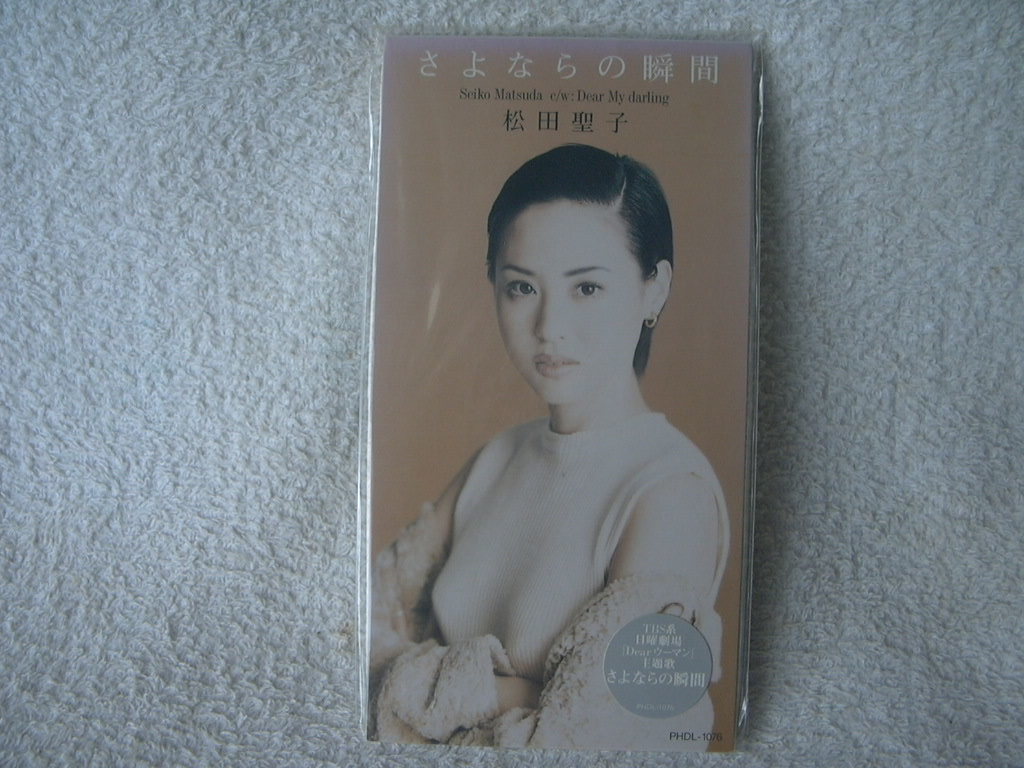 さよならの瞬間
Seiko Matsuda c/w: Dear My darling
松田聖子
TBS系
日曜劇場
「Dearウーマン」
主題歌
さよならの瞬間
PHDL-1076
PHDL-1076